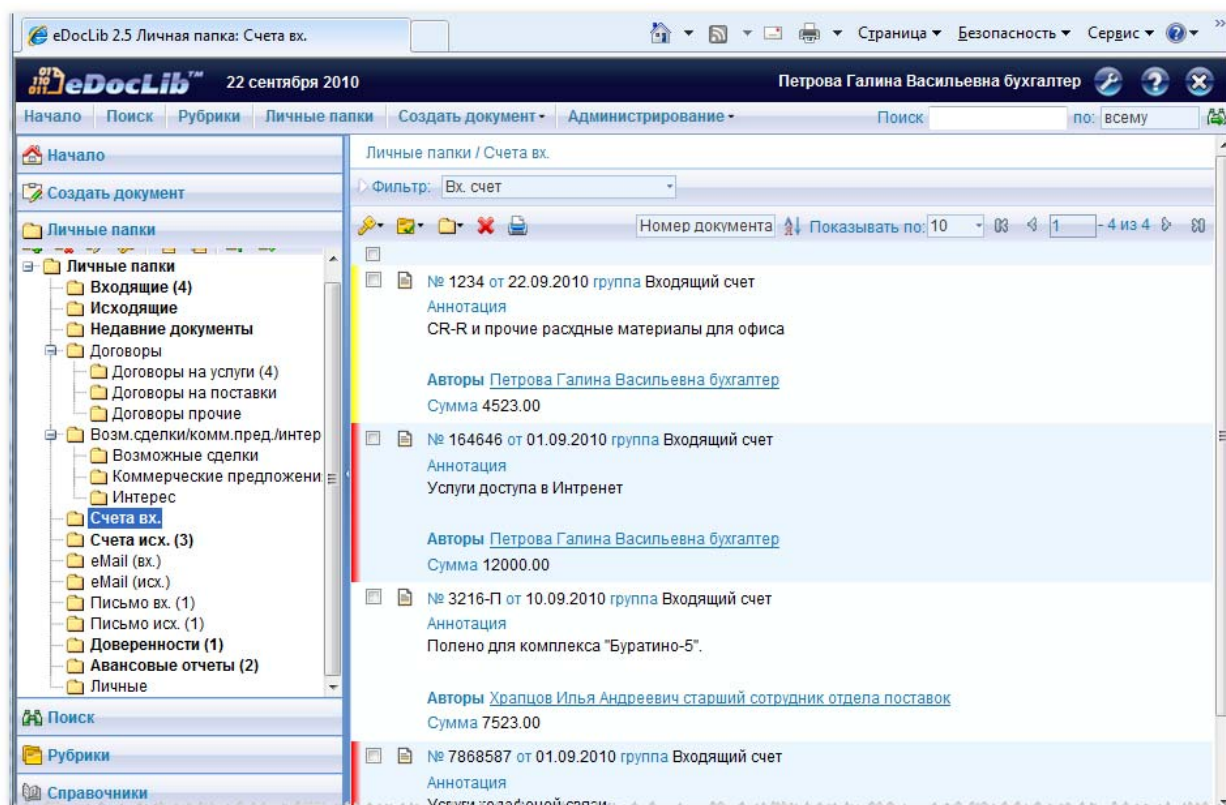 eDocLib 2.5 Личная папка: Счета вх.
Страница Безопасность Сервис
eDocLib™ 22 сентября 2010 Петрова Галина Васильевна бухгалтер
Начало Поиск Рубрики Личные папки Создать документ Администрирование Поиск по: всему
Начало
Создать документ
Личные папки
Личные папки
Входящие (4)
Исходящие
Недавние документы
Договоры
Договоры на услуги (4)
Договоры на поставки
Договоры прочие
Возм.сделки/комм.пред./интер
Возможные сделки
Коммерческие предложени
Интерес
Счета вх.
Счета исх. (3)
eMail (вх.)
eMail (исх.)
Письмо вх. (1)
Письмо исх. (1)
Доверенности (1)
Авансовые отчеты (2)
Личные
Поиск
Рубрики
Справочники
Личные папки / Счета вх.
Фильтр: Вх. счет
Номер документа Показывать по: 10 1 - 4 из 4
№ 1234 от 22.09.2010 группа Входящий счет
Аннотация
CR-R и прочие расхдные материалы для офиса
Авторы Петрова Галина Васильевна бухгалтер
Сумма 4523.00
№ 164646 от 01.09.2010 группа Входящий счет
Аннотация
Услуги доступа в Интренет
Авторы Петрова Галина Васильевна бухгалтер
Сумма 12000.00
№ 3216-П от 10.09.2010 группа Входящий счет
Аннотация
Полено для комплекса "Буратино-5".
Авторы Храпцов Илья Андреевич старший сотрудник отдела поставок
Сумма 7523.00
№ 7868587 от 01.09.2010 группа Входящий счет
Аннотация